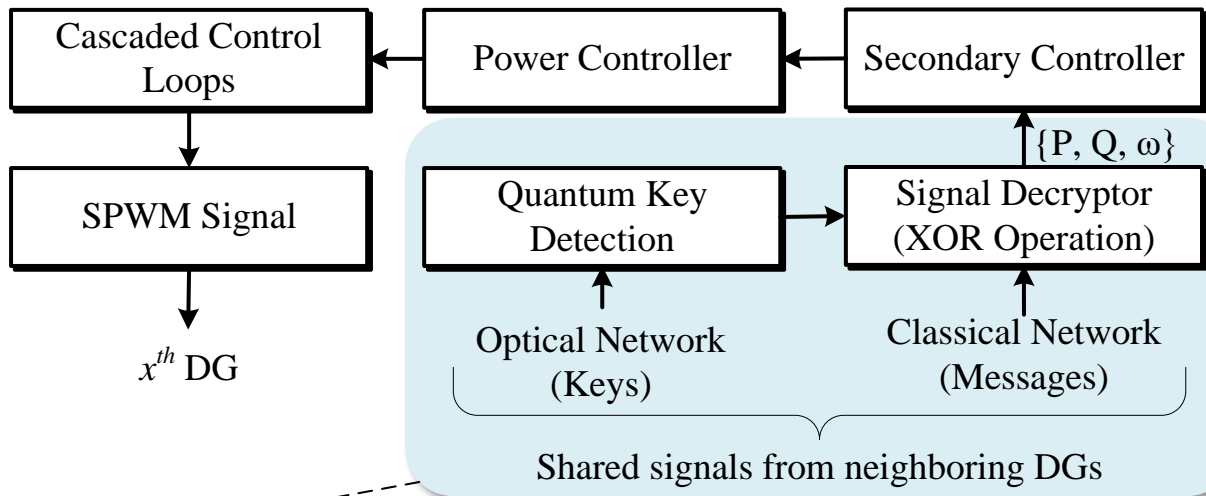 Cascaded Control
Loops
Power Controller
Secondary Controller
{P, Q, ω}
SPWM Signal
Quantum Key
Detection
Signal Decryptor
(XOR Operation)
x^th DG
Optical Network
(Keys)
Classical Network
(Messages)
Shared signals from neighboring DGs